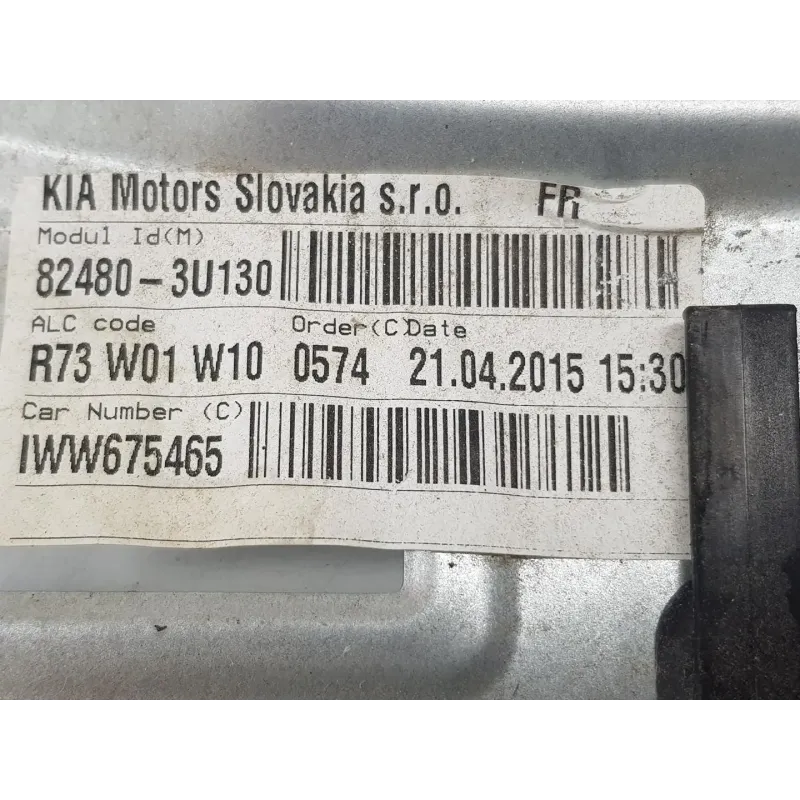 KIA Motors Slovakia s.r.o. FR
Modul Id(M)
82480-3U130
ALC code Order(C)Date
R73 W01 W10 0574 21.04.2015 15:30
Car Number (C)
IWW675465